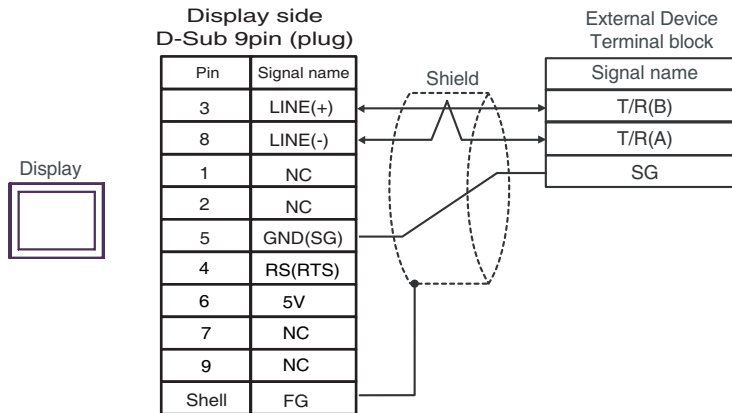 Display side
D-Sub 9pin (plug)
External Device
Terminal block
Pin Signal name
Shield
Signal name
3 LINE(+)
T/R(B)
8 LINE(-)
T/R(A)
Display
1 NC
SG
2 NC
5 GND(SG)
4 RS(RTS)
6 5V
7 NC
9 NC
Shell FG